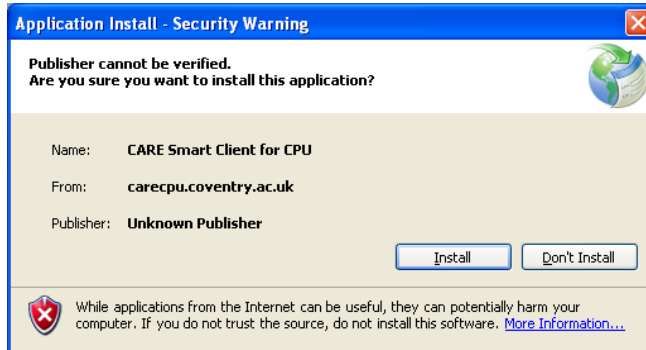 Application Install - Security Warning
Publisher cannot be verified.
Are you sure you want to install this application?
Name: CARE Smart Client for CPU
From: carecpu.coventry.ac.uk
Publisher: Unknown Publisher
Install Don't Install
While applications from the Internet can be useful, they can potentially harm your
computer. If you do not trust the source, do not install this software. More Information...